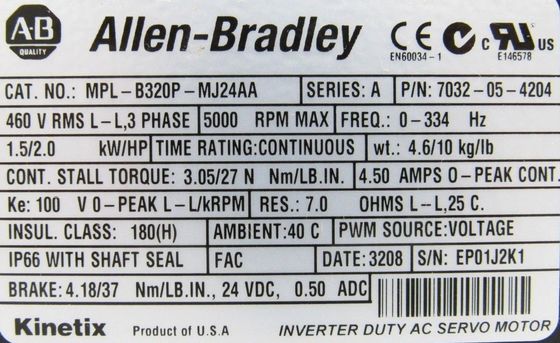 AB Allen-Bradley CE C c RU US
QUALITY EN60034-1 E146578
CAT. NO.: MPL-B320P-MJ24AA SERIES: A P/N: 7032-05-4204
460 V RMS L-L,3 PHASE 5000 RPM MAX FREQ.: 0-334 Hz
1.5/2.0 kW/HP TIME RATING:CONTINUOUS wt.: 4.6/10 kg/lb
CONT. STALL TORQUE: 3.05/27 N Nm/LB.IN. 4.50 AMPS 0-PEAK CONT.
Ke: 100 V 0-PEAK L-L/kRPM RES.: 7.0 OHMS L-L,25 C.
INSUL. CLASS: 180(H) AMBIENT:40 C PWM SOURCE:VOLTAGE
IP66 WITH SHAFT SEAL FAC DATE: 3208 S/N: EP01J2K1
BRAKE: 4.18/37 Nm/LB.IN., 24 VDC, 0.50 ADC
Kinetix Product of U.S.A INVERTER DUTY AC SERVO MOTOR